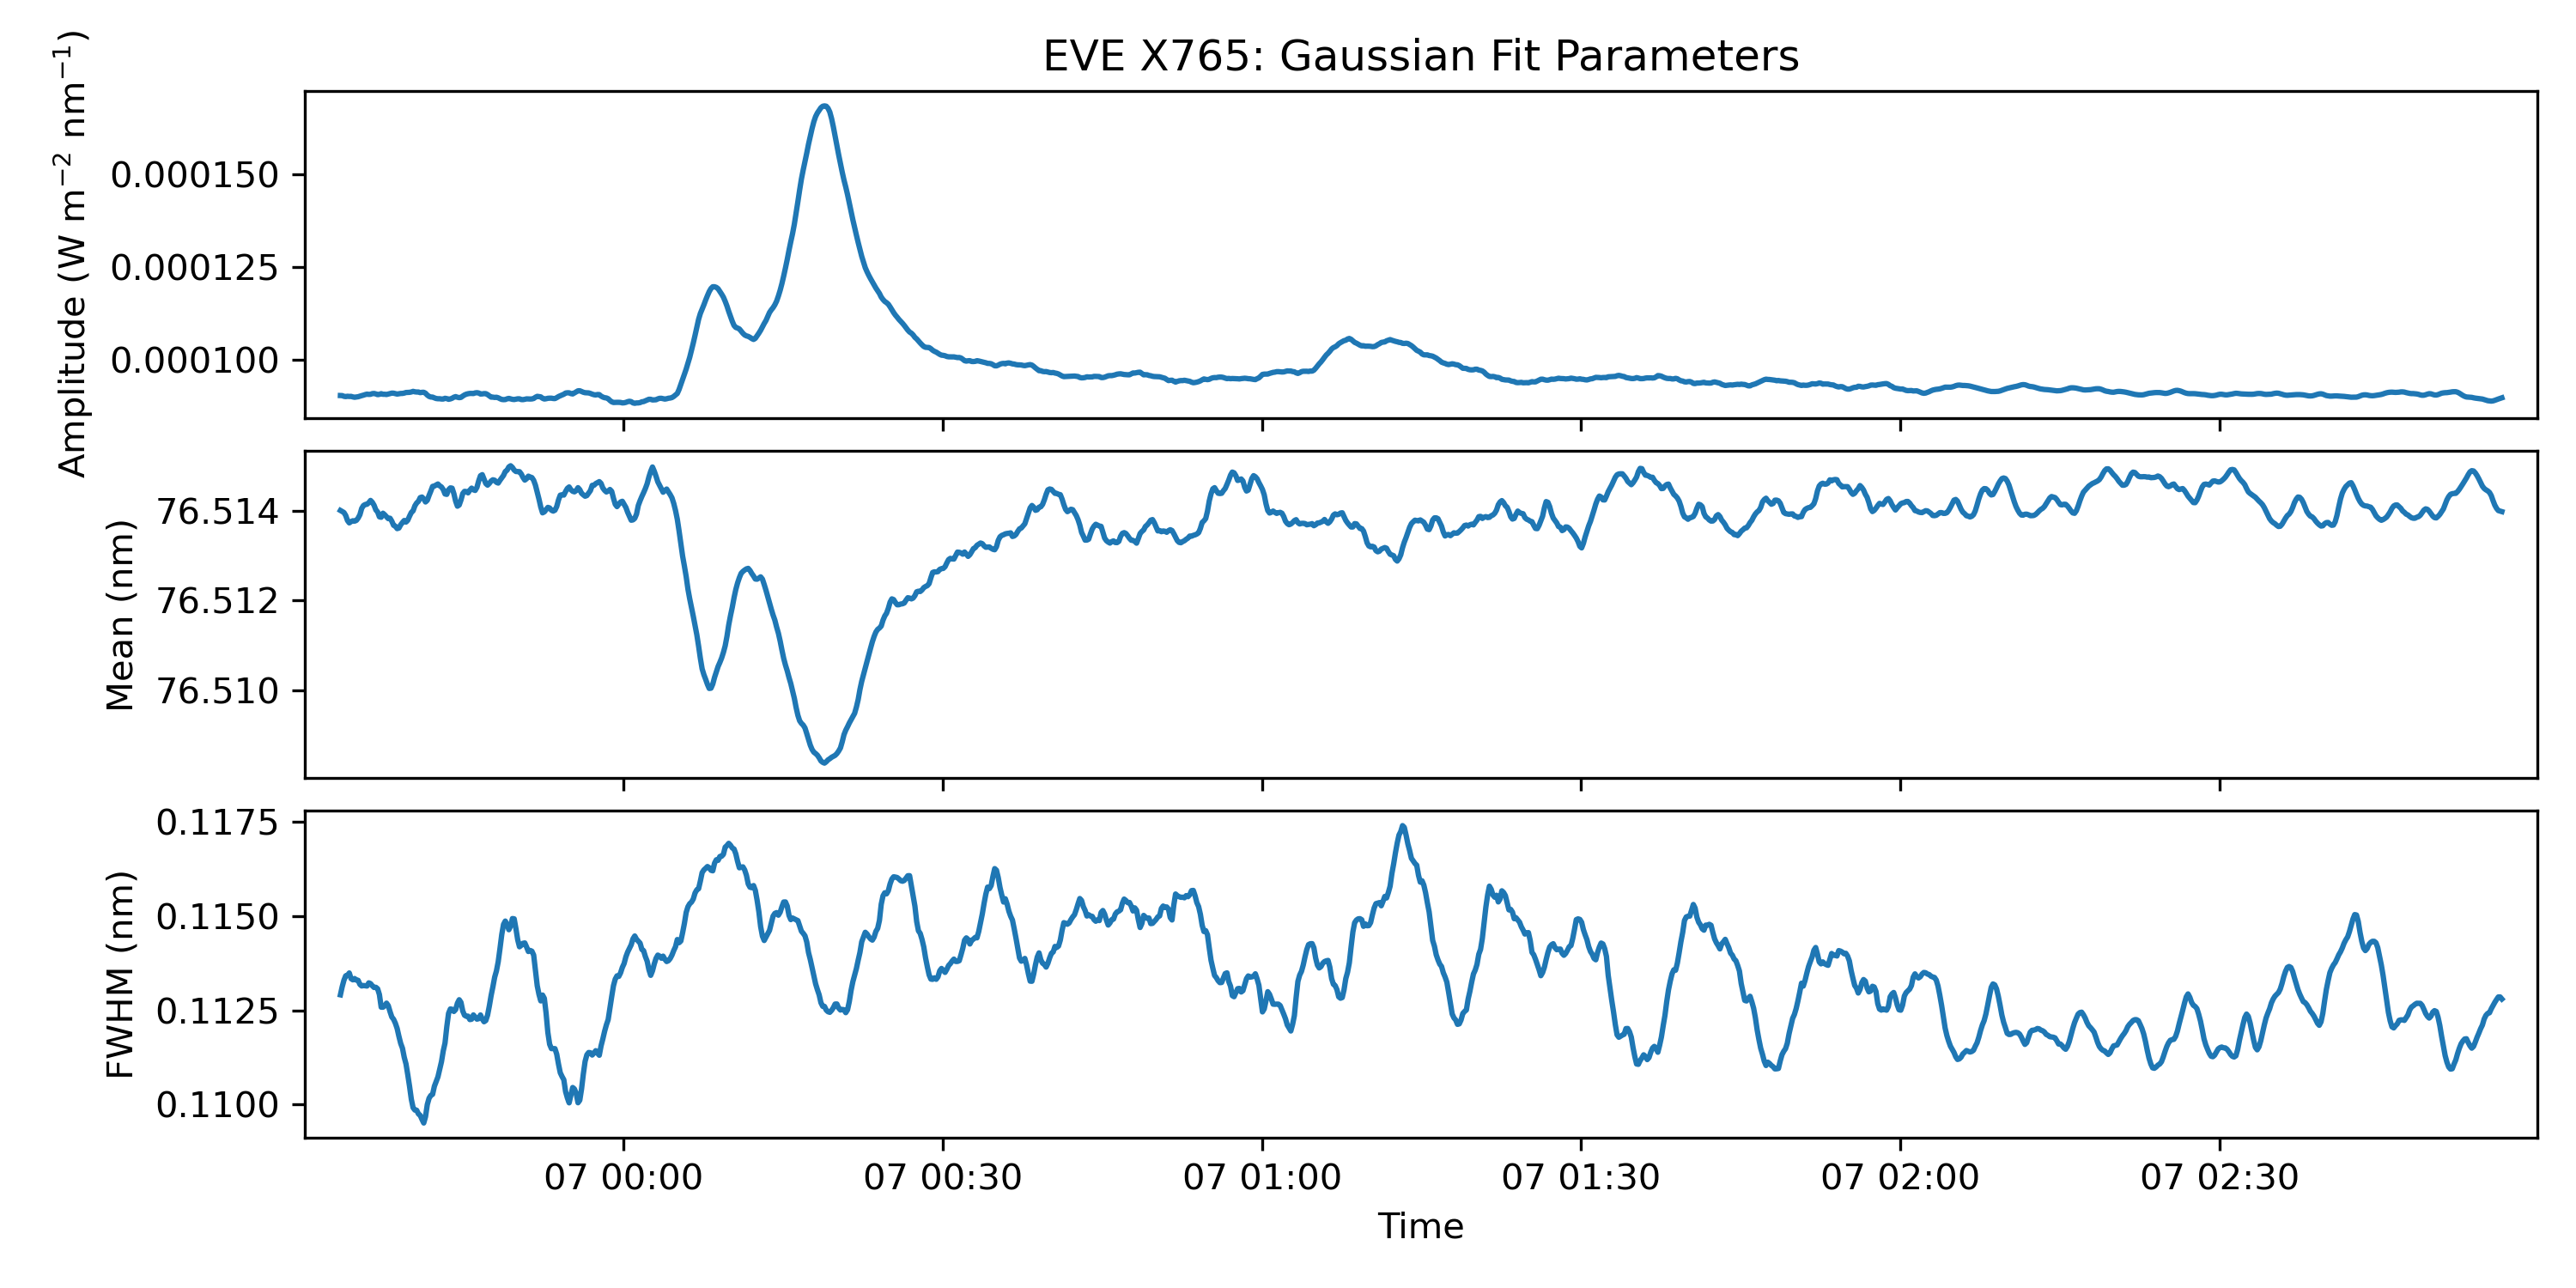 EVE X765: Gaussian Fit Parameters
Amplitude (W m⁻² nm⁻¹)
0.000150
0.000125
0.000100
Mean (nm)
76.514
76.512
76.510
FWHM (nm)
0.1175
0.1150
0.1125
0.1100
07 00:00 07 00:30 07 01:00 07 01:30 07 02:00 07 02:30
Time